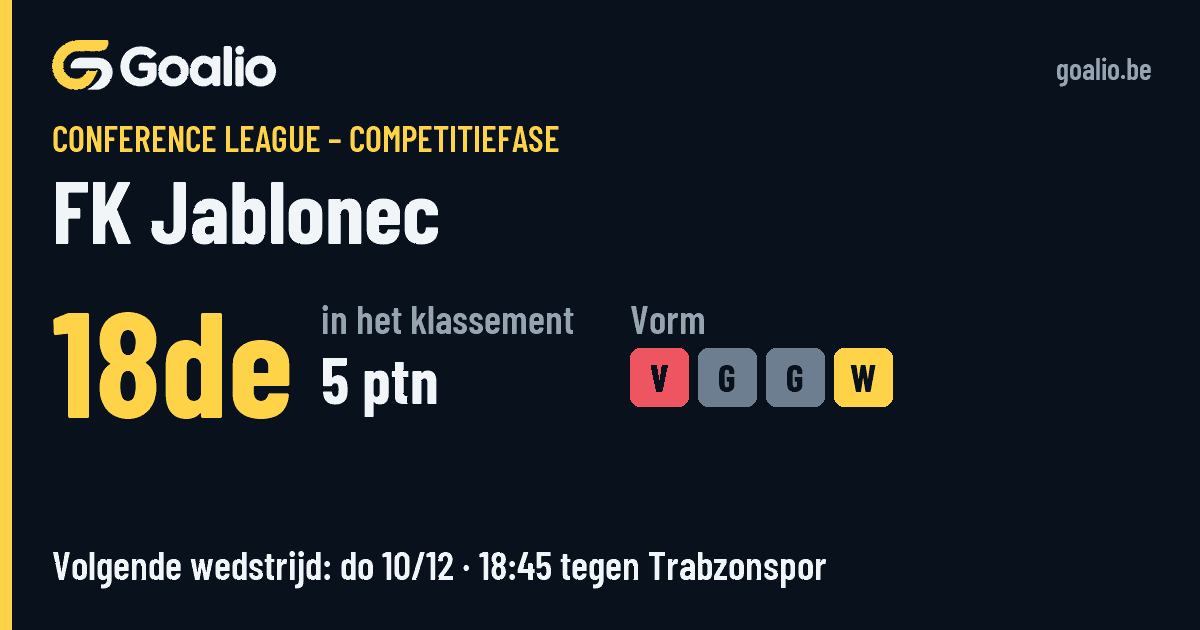 Goalio
goalio.be
CONFERENCE LEAGUE – COMPETITIEFASE
FK Jablonec
18de
in het klassement
5 ptn
Vorm
V G G W
Volgende wedstrijd: do 10/12 · 18:45 tegen Trabzonspor